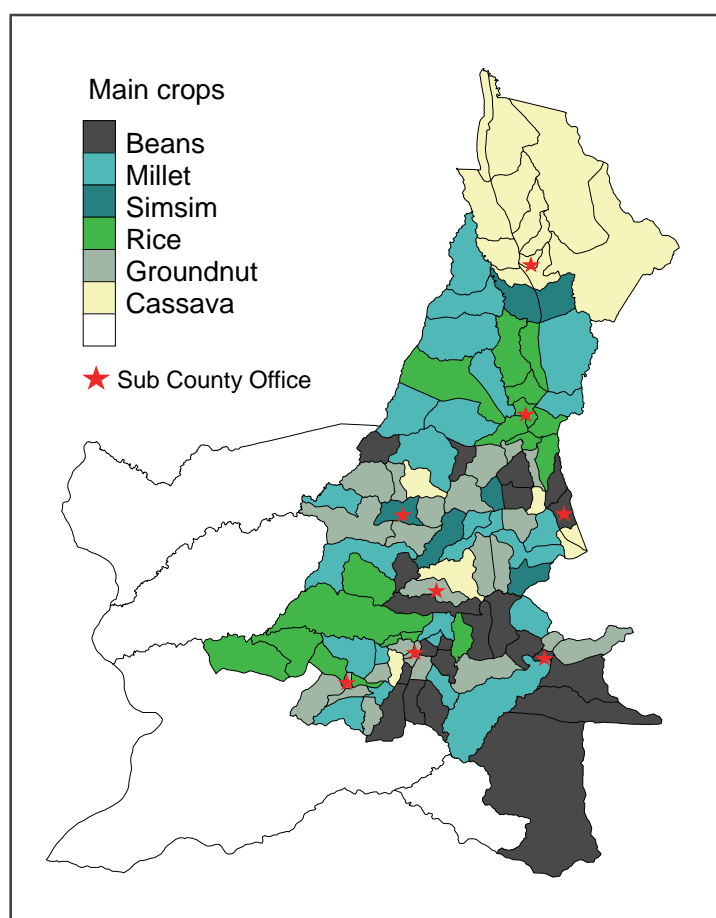 Main crops
Beans
Millet
Simsim
Rice
Groundnut
Cassava
Sub County Office